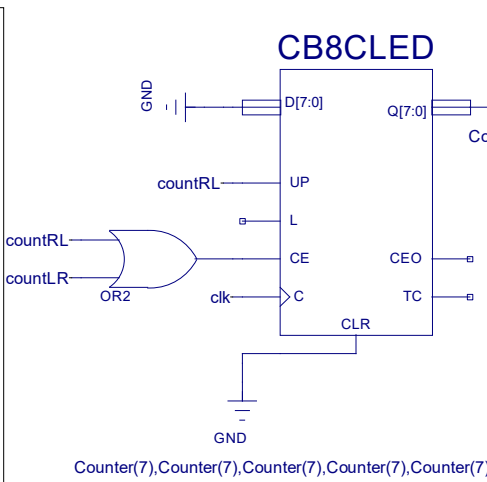 CB8CLED
GND
D[7:0]
Q[7:0]
Co
countRL
UP
L
countRL
CE
CEO
countLR
OR2
clk
C
TC
CLR
GND
Counter(7),Counter(7),Counter(7),Counter(7),Counter(7)